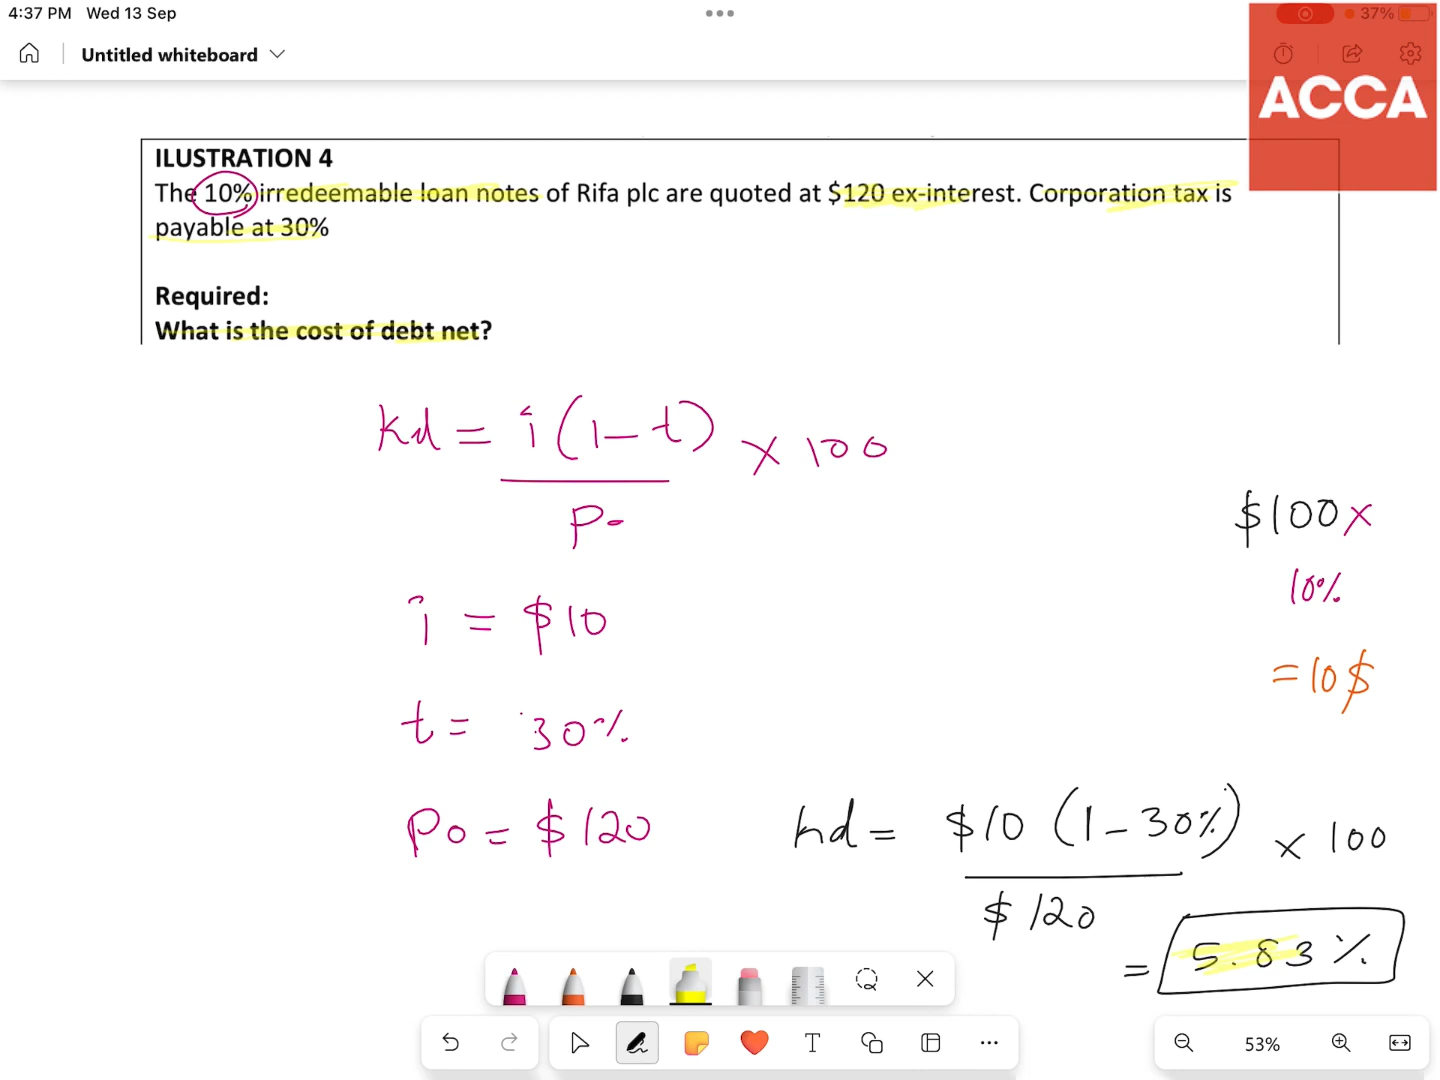 4:37 PM Wed 13 Sep
37%
Untitled whiteboard
ACCA
ILUSTRATION 4
The 10% irredeemable loan notes of Rifa plc are quoted at $120 ex-interest. Corporation tax is
payable at 30%
Required:
What is the cost of debt net?
kd = i (1 - t) x 100
Po
$100 x
10%
= 10$
i = $10
t = 30%
Po = $120
kd = $10 (1 - 30%) x 100
$120
= 5.83%
T
53%